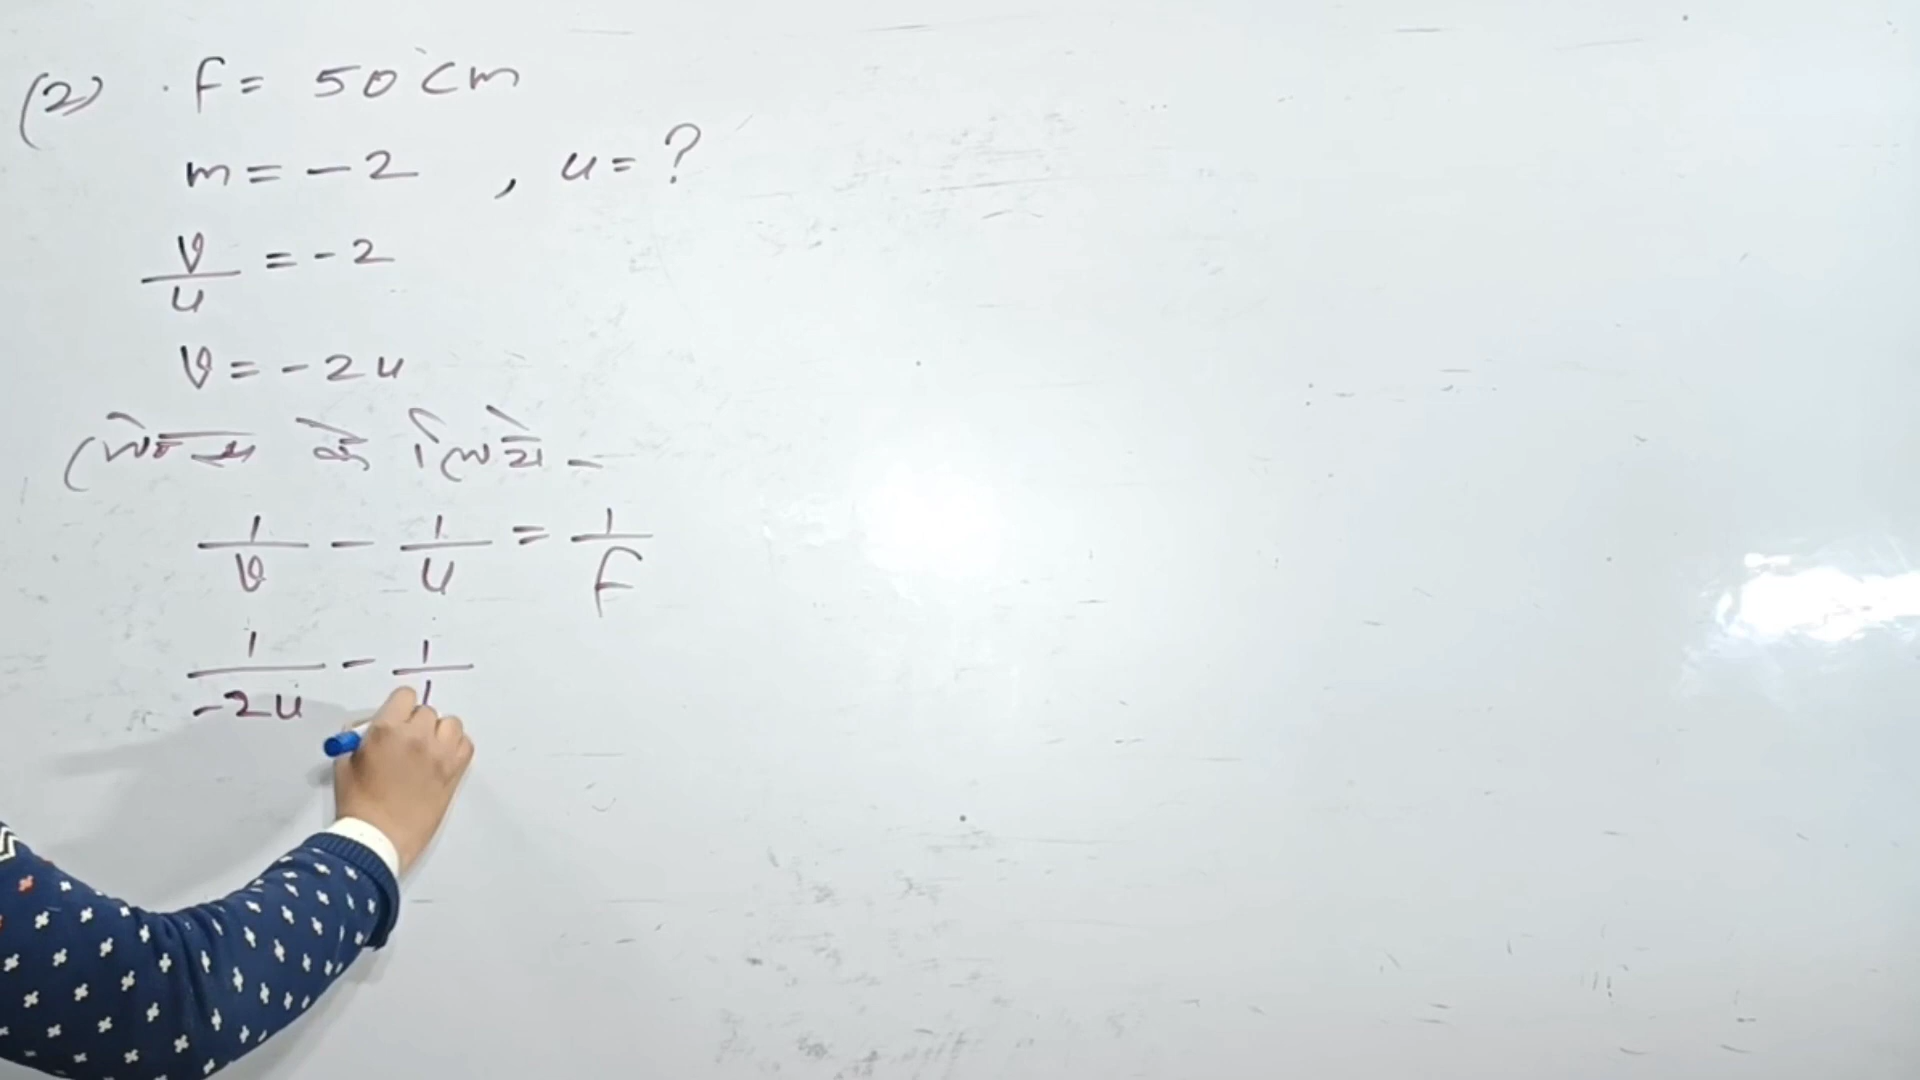 (2) f = 50 cm
m = -2 , u = ?
v/u = -2
v = -2u
लेन्स के लिये -
1/v - 1/u = 1/f
1/-2u - 1/